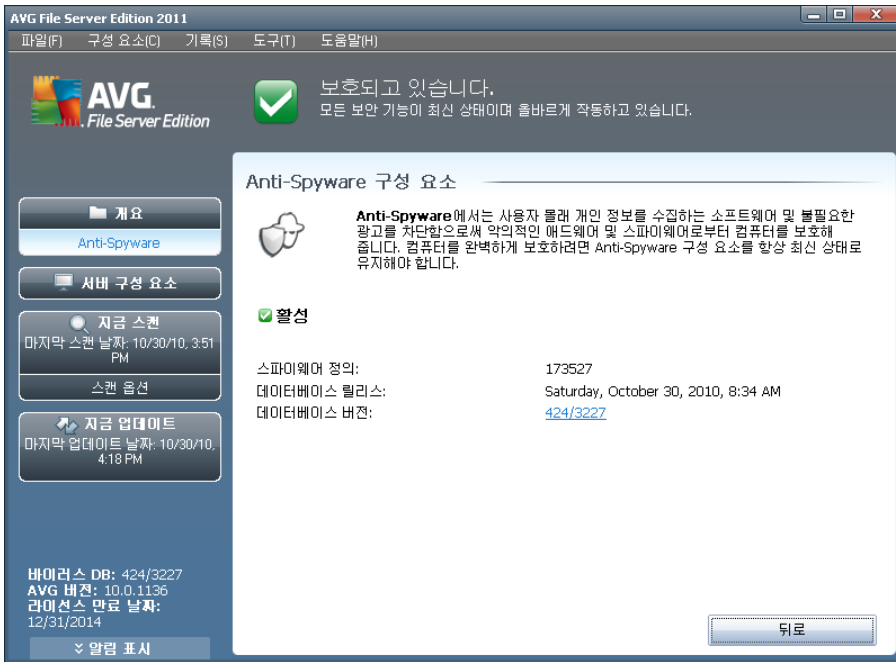 AVG File Server Edition 2011
파일(F) 구성 요소(C) 기록(S) 도구(T) 도움말(H)
AVG.
File Server Edition
보호되고 있습니다.
모든 보안 기능이 최신 상태이며 올바르게 작동하고 있습니다.
개요
Anti-Spyware
서버 구성 요소
지금 스캔
마지막 스캔 날짜: 10/30/10, 3:51
PM
스캔 옵션
지금 업데이트
마지막 업데이트 날짜: 10/30/10,
4:18 PM
바이러스 DB: 424/3227
AVG 버전: 10.0.1136
라이선스 만료 날짜:
12/31/2014
알림 표시
Anti-Spyware 구성 요소
Anti-Spyware에서는 사용자 몰래 개인 정보를 수집하는 소프트웨어 및 불필요한
광고를 차단함으로써 악의적인 애드웨어 및 스파이웨어로부터 컴퓨터를 보호해
줍니다. 컴퓨터를 완벽하게 보호하려면 Anti-Spyware 구성 요소를 항상 최신 상태로
유지해야 합니다.
활성
스파이웨어 정의: 173527
데이터베이스 릴리스: Saturday, October 30, 2010, 8:34 AM
데이터베이스 버전: 424/3227
뒤로